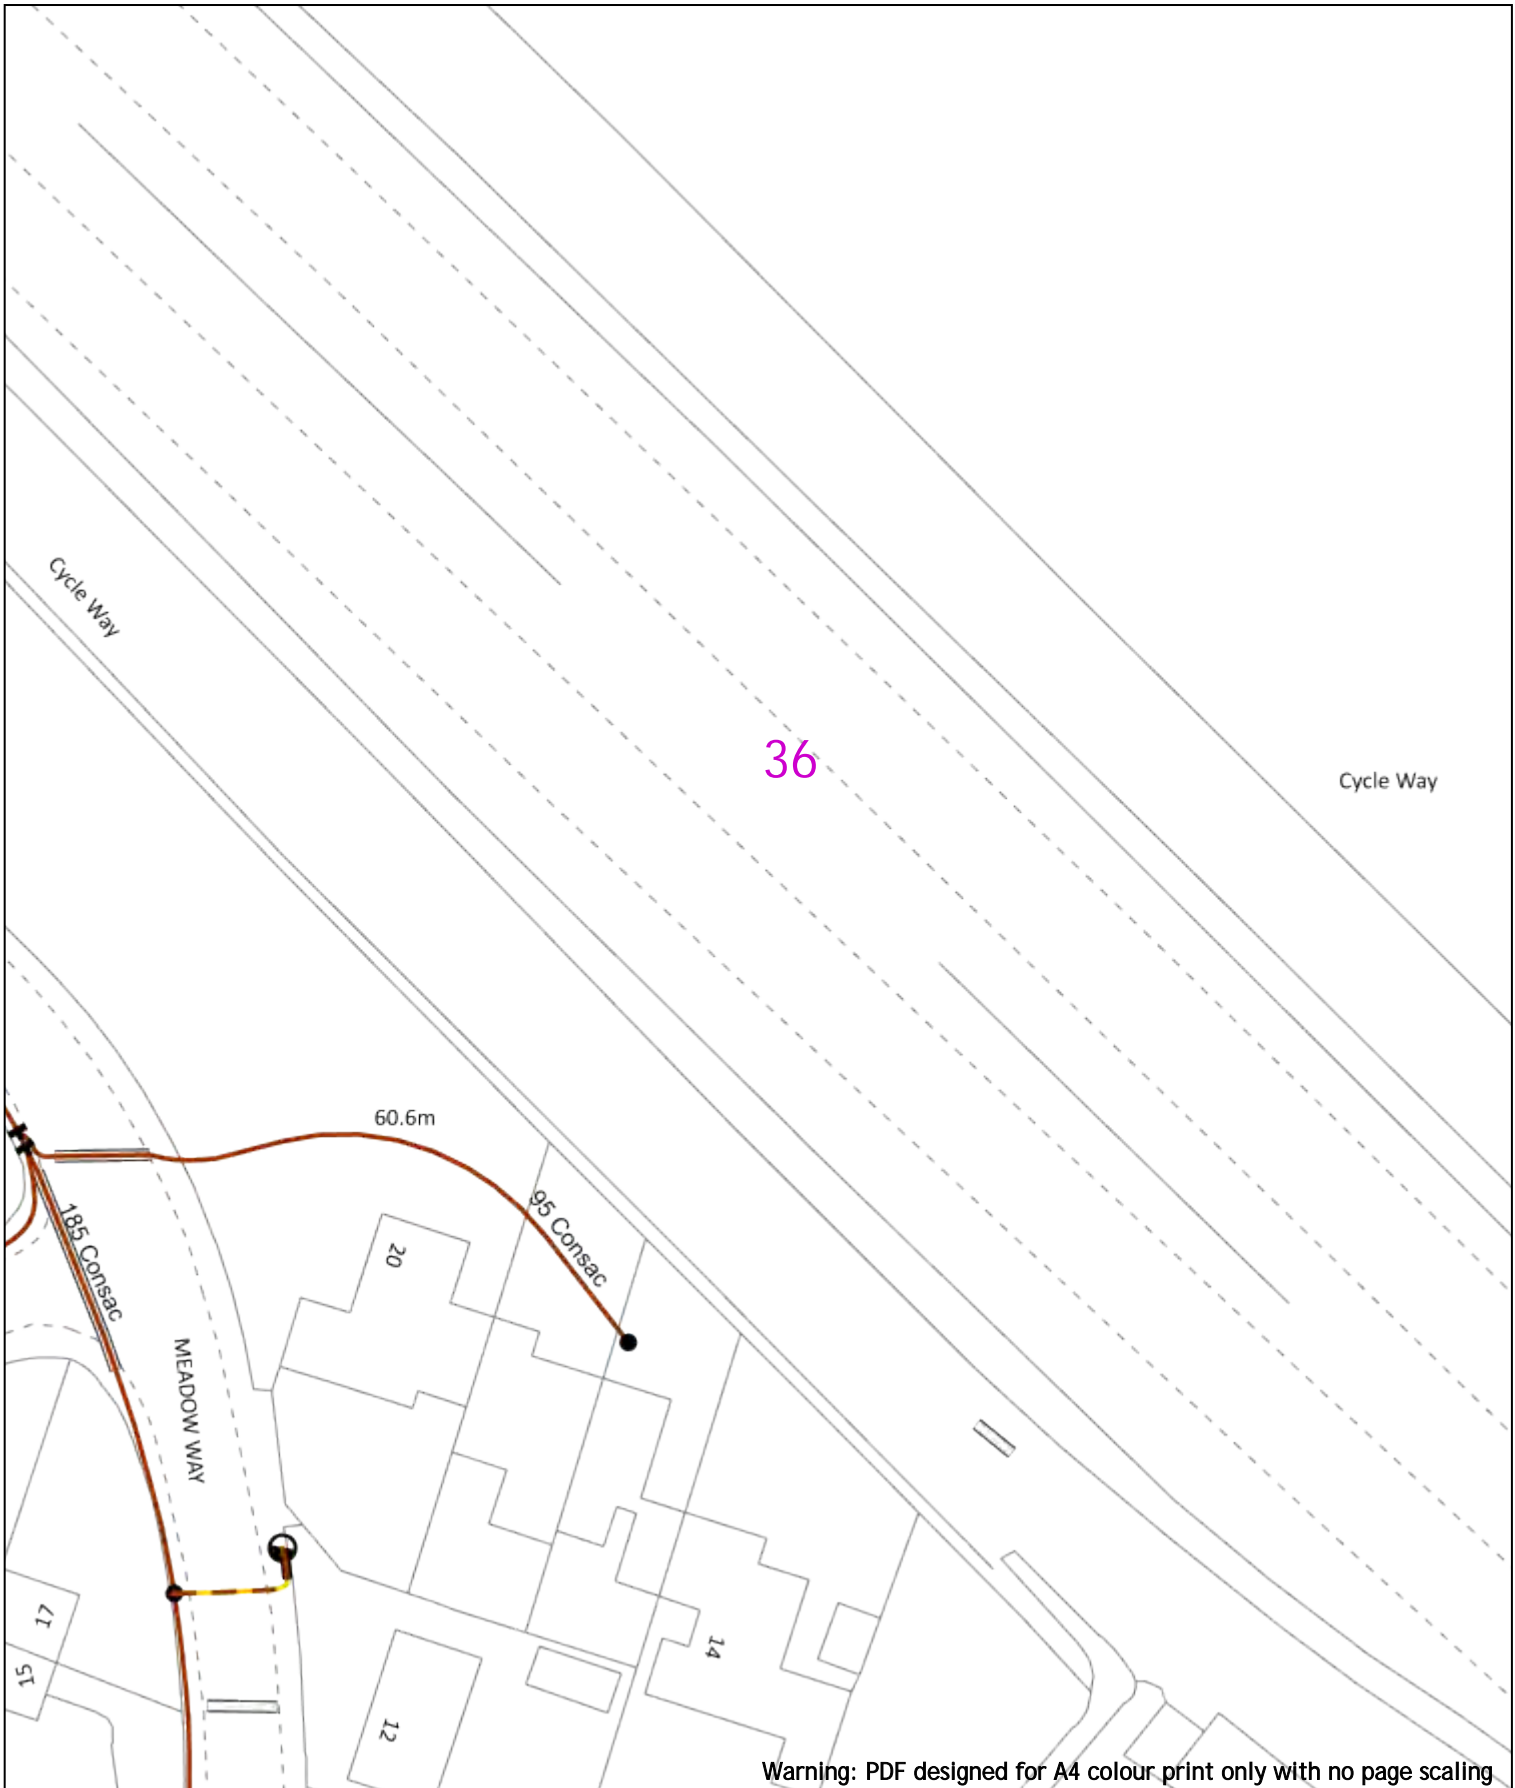 Cycle Way
36
Cycle Way
60.6m
95 Consac
185 Consac
20
MEADOW WAY
17
15
14
12
Warning: PDF designed for A4 colour print only with no page scaling